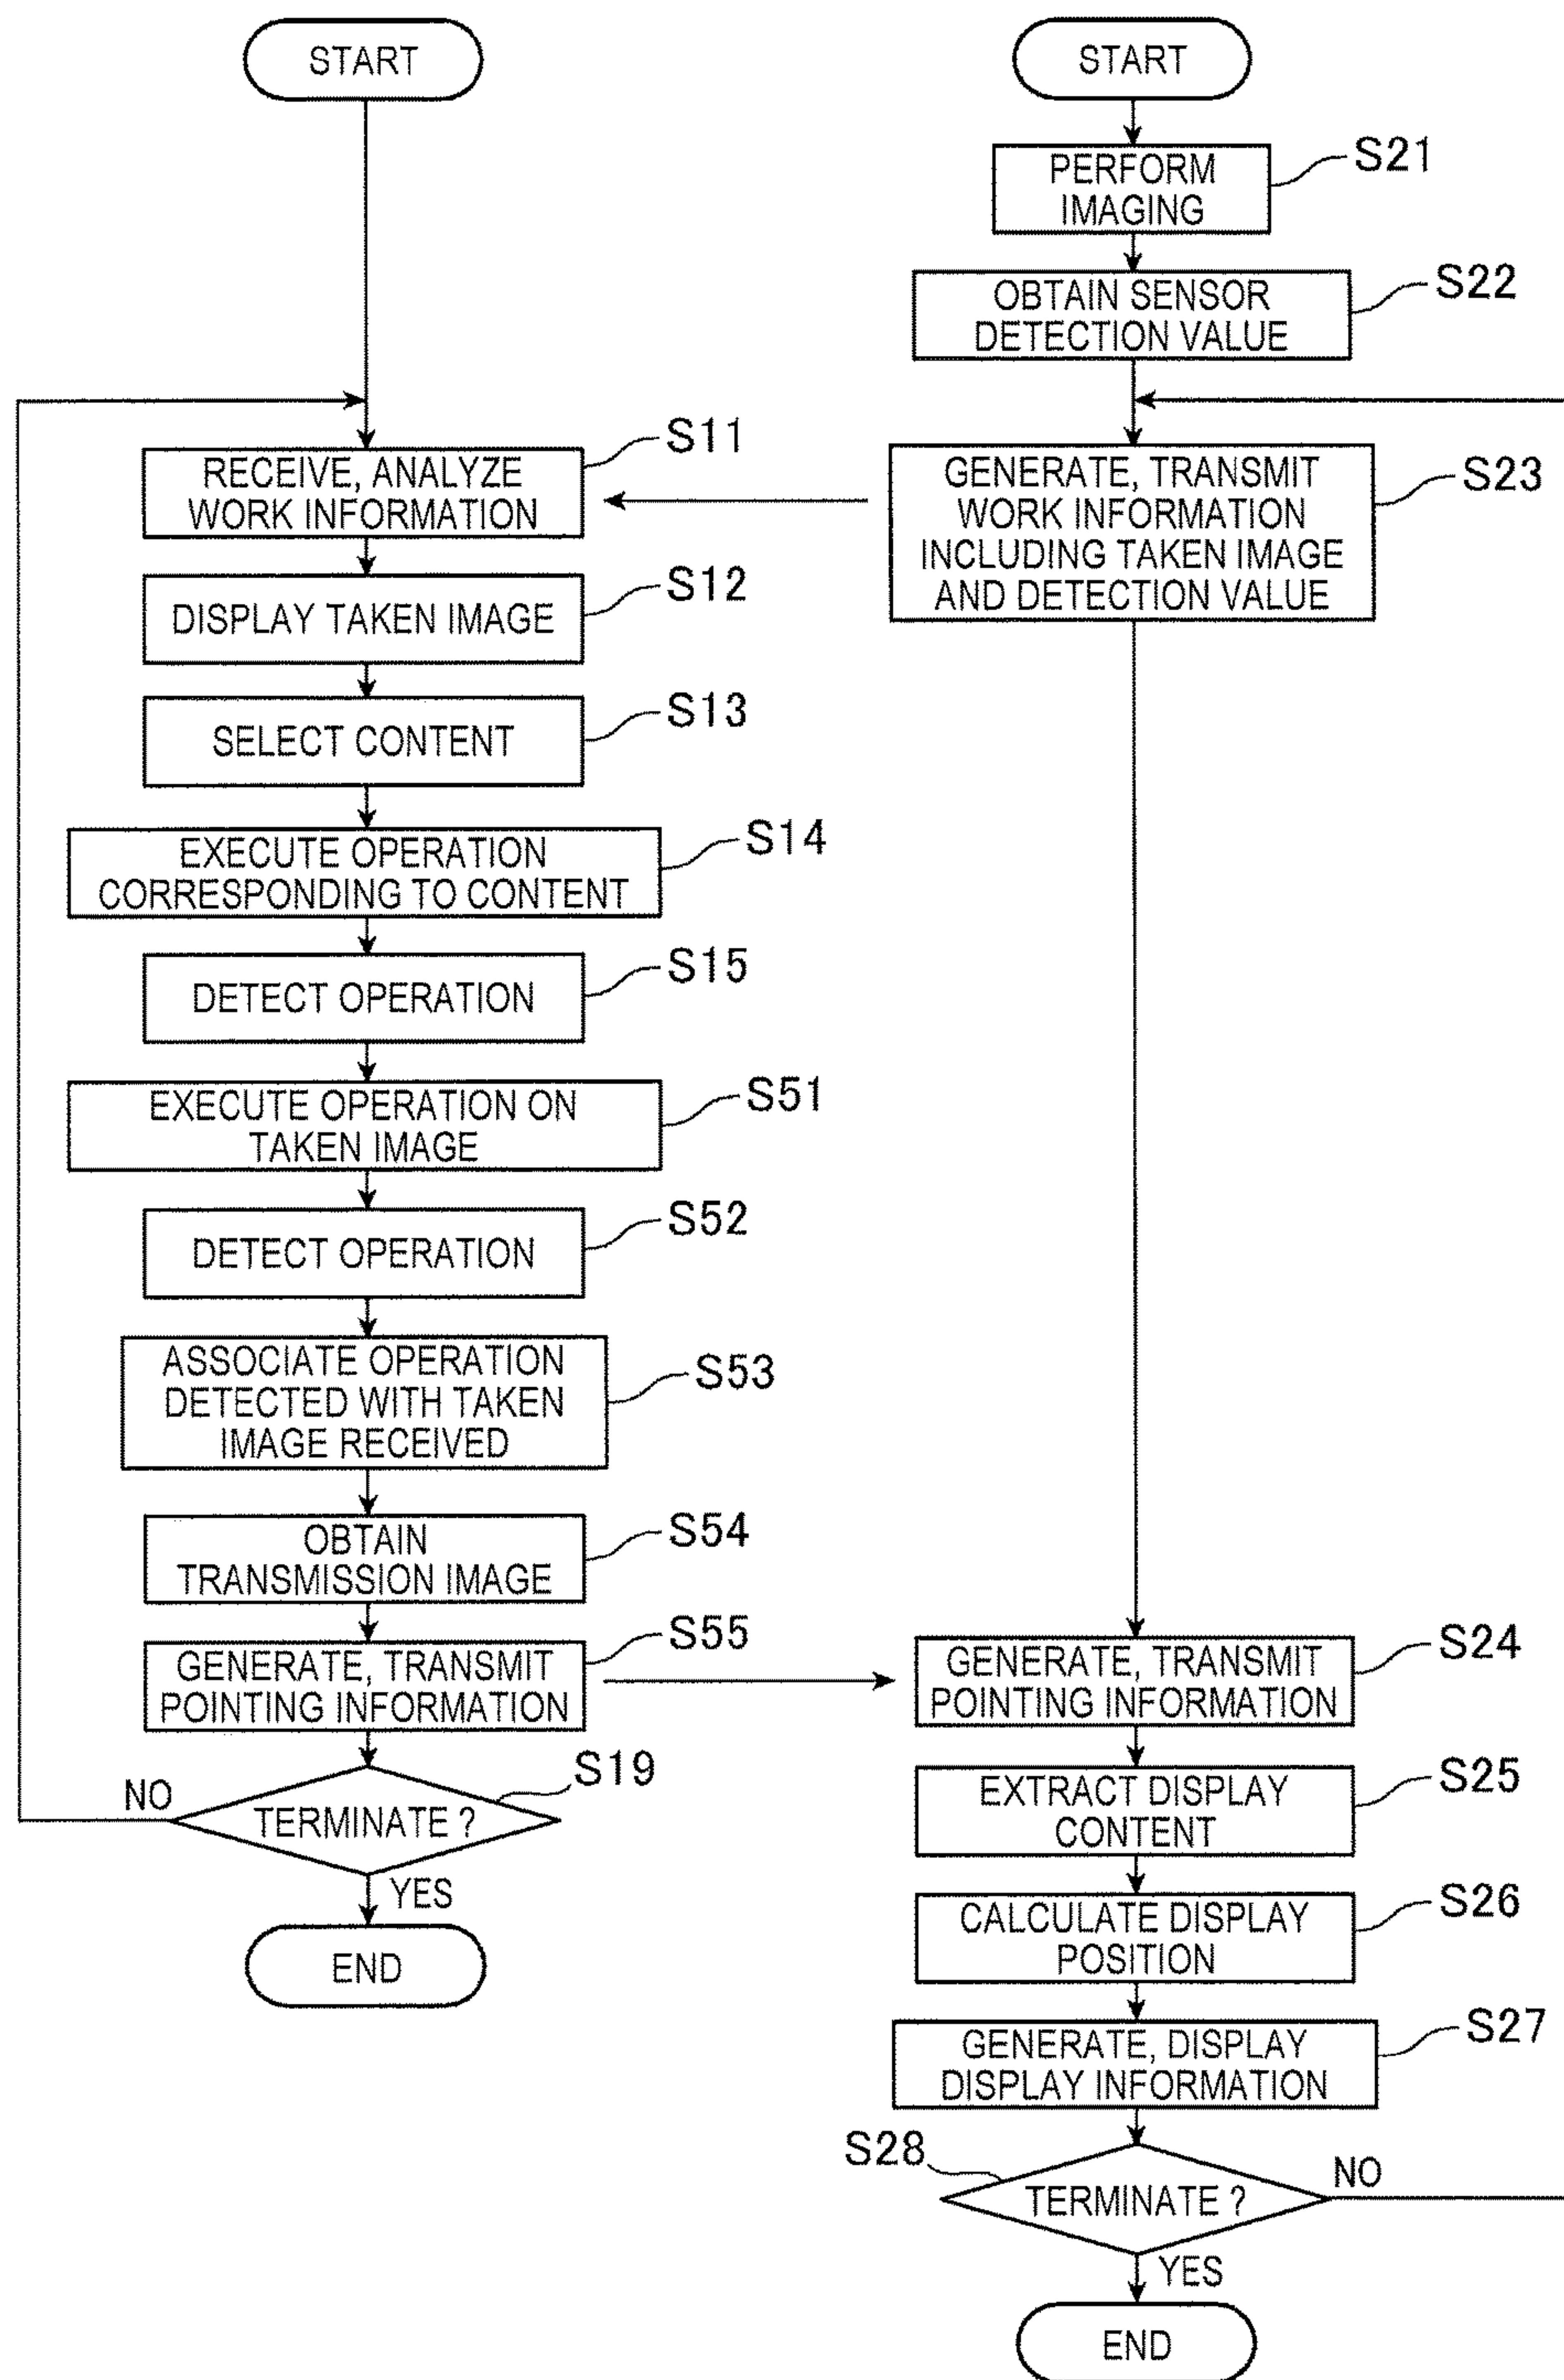 START
S11
RECEIVE, ANALYZE
WORK INFORMATION
S12
DISPLAY TAKEN IMAGE
S13
SELECT CONTENT
S14
EXECUTE OPERATION
CORRESPONDING TO CONTENT
S15
DETECT OPERATION
S51
EXECUTE OPERATION ON
TAKEN IMAGE
S52
DETECT OPERATION
S53
ASSOCIATE OPERATION
DETECTED WITH TAKEN
IMAGE RECEIVED
S54
OBTAIN
TRANSMISSION IMAGE
S55
GENERATE, TRANSMIT
POINTING INFORMATION
S19
NO
TERMINATE ?
YES
END
START
S21
PERFORM
IMAGING
S22
OBTAIN SENSOR
DETECTION VALUE
S23
GENERATE, TRANSMIT
WORK INFORMATION
INCLUDING TAKEN IMAGE
AND DETECTION VALUE
S24
GENERATE, TRANSMIT
POINTING INFORMATION
S25
EXTRACT DISPLAY
CONTENT
S26
CALCULATE DISPLAY
POSITION
S27
GENERATE, DISPLAY
DISPLAY INFORMATION
S28
NO
TERMINATE ?
YES
END